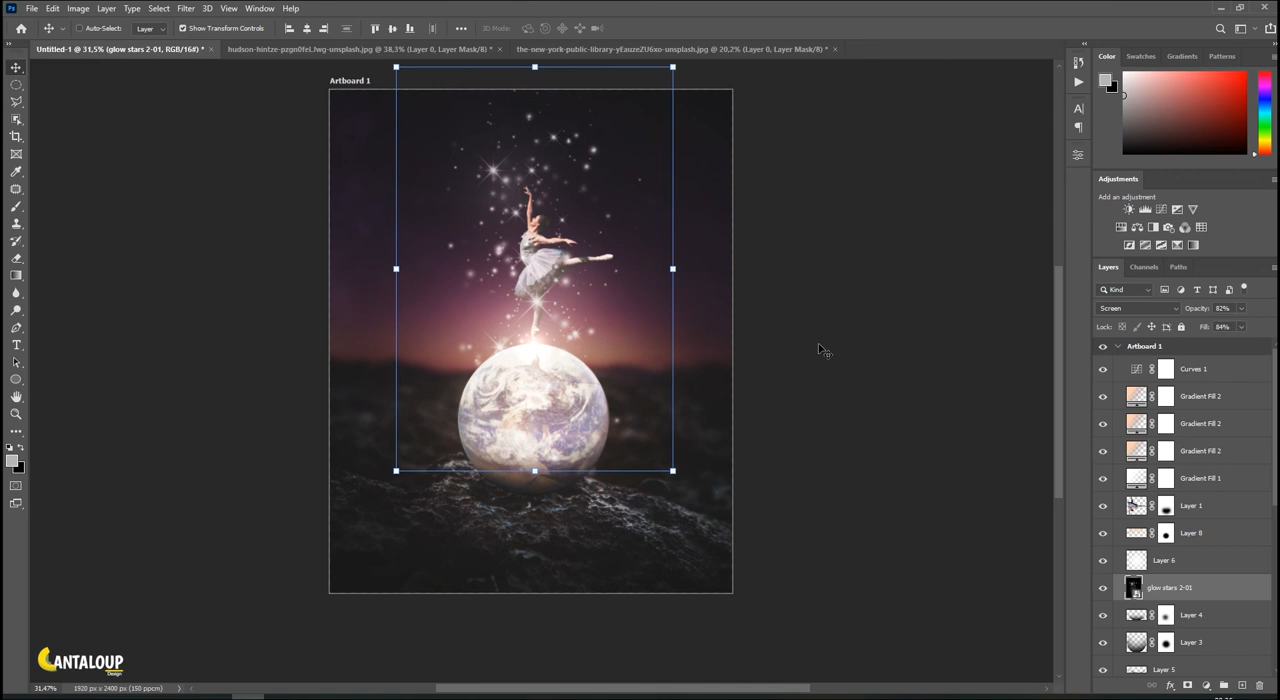 Ps File Edit Image Layer Type Select Filter 3D View Window Help
Auto-Select: Layer Show Transform Controls 3D Mode:
Untitled-1 @ 31,5% (glow stars 2-01, RGB/16#) * × hudson-hintze-pzgn0feLJwg-unsplash.jpg @ 38,3% (Layer 0, Layer Mask/8) * × the-new-york-public-library-yEauzeZU6xo-unsplash.jpg @ 20,2% (Layer 0, Layer Mask/8) * ×
Artboard 1
Color Swatches Gradients Patterns
Adjustments
Add an adjustment
Layers Channels Paths
Kind
Screen Opacity: 82%
Lock: Fill: 84%
Artboard 1
Curves 1
Gradient Fill 2
Gradient Fill 2
Gradient Fill 2
Gradient Fill 1
Layer 1
Layer 8
Layer 6
glow stars 2-01
Layer 4
Layer 3
Layer 5
CANTALOUP
Design
31,47% 1920 px x 2400 px (150 ppcm)